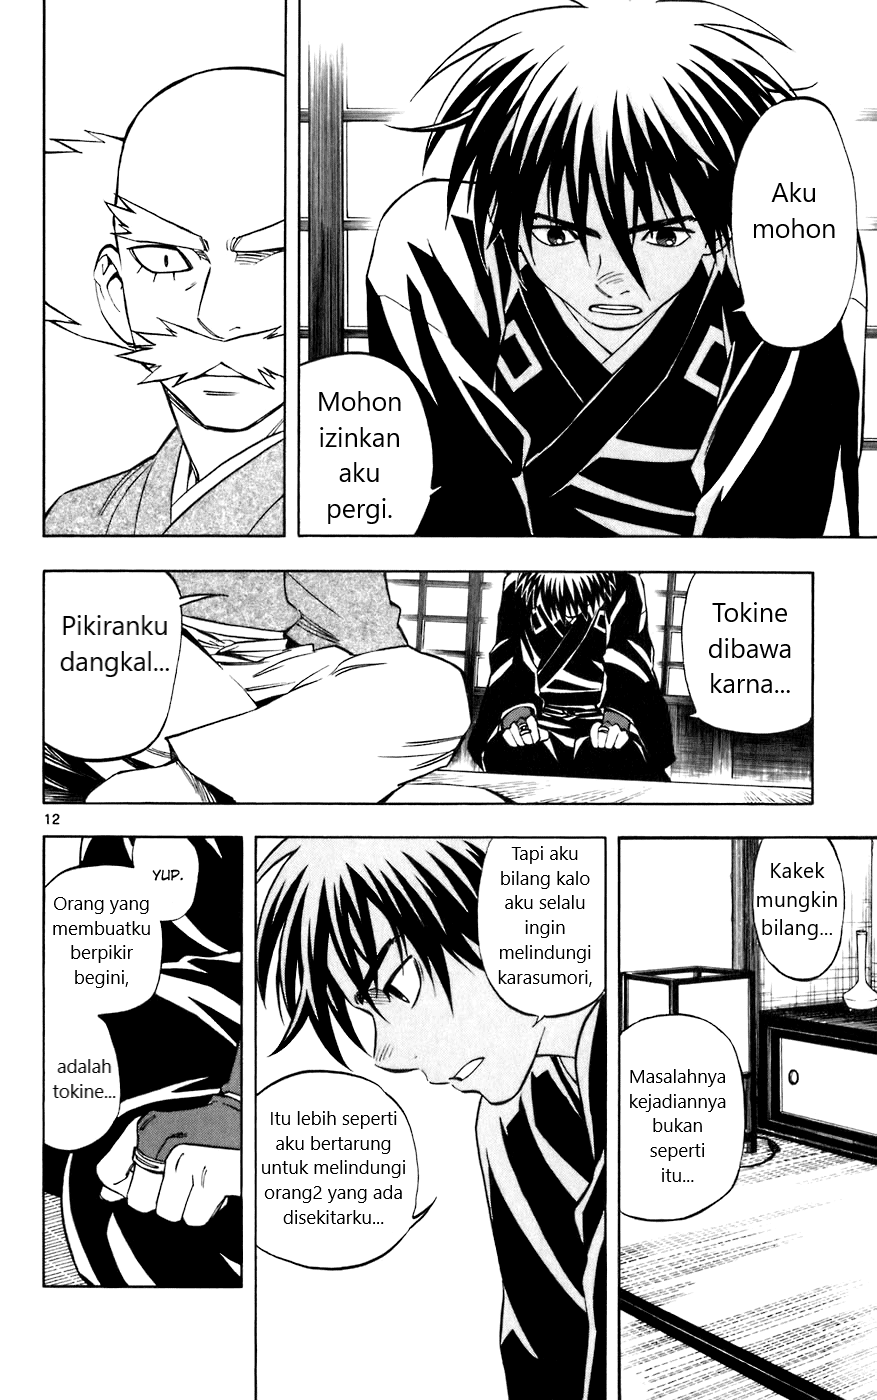 Aku
mohon
Mohon
izinkan
aku
pergi.
Tokine
dibawa
karna...
Pikiranku
dangkal...
12
Kakek
mungkin
bilang...
Masalahnya
kejadiannya
bukan
seperti
itu...
Tapi aku
bilang kalo
aku selalu
ingin
melindungi
karasumori,
Itu lebih seperti
aku bertarung
untuk melindungi
orang2 yang ada
disekitarku...
YUP.
Orang yang
membuatku
berpikir
begini,
adalah
tokine...